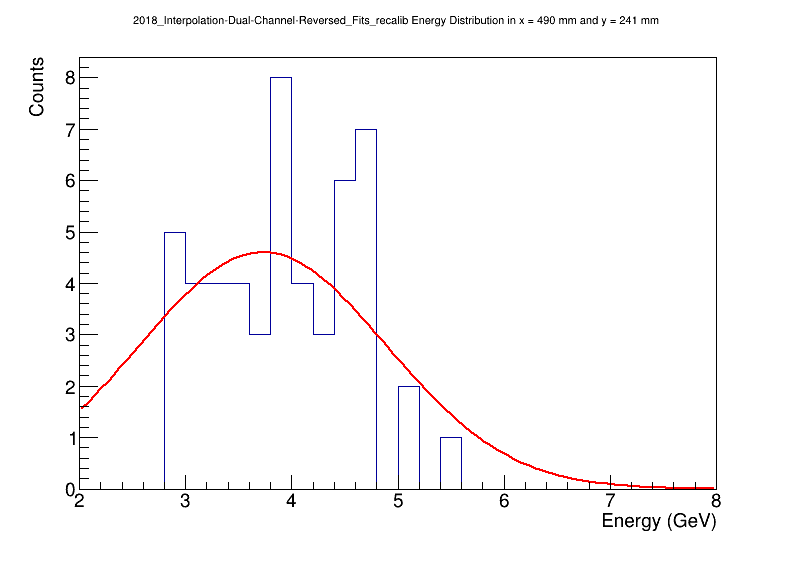 2018_Interpolation-Dual-Channel-Reversed_Fits_recalib Energy Distribution in x = 490 mm and y = 241 mm
Counts
8
7
6
5
4
3
2
1
0
2 3 4 5 6 7 8
Energy (GeV)